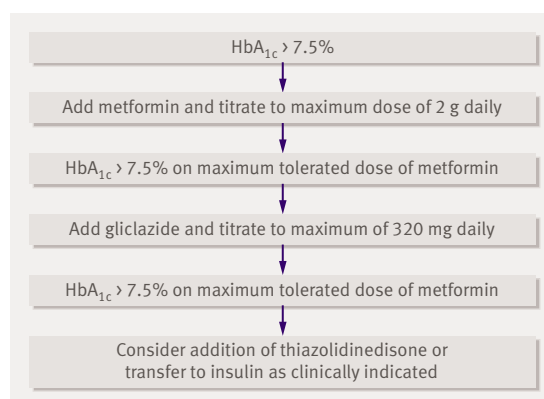 HbA1c > 7.5%
Add metformin and titrate to maximum dose of 2 g daily
HbA1c > 7.5% on maximum tolerated dose of metformin
Add gliclazide and titrate to maximum of 320 mg daily
HbA1c > 7.5% on maximum tolerated dose of metformin
Consider addition of thiazolidinedisone or
transfer to insulin as clinically indicated